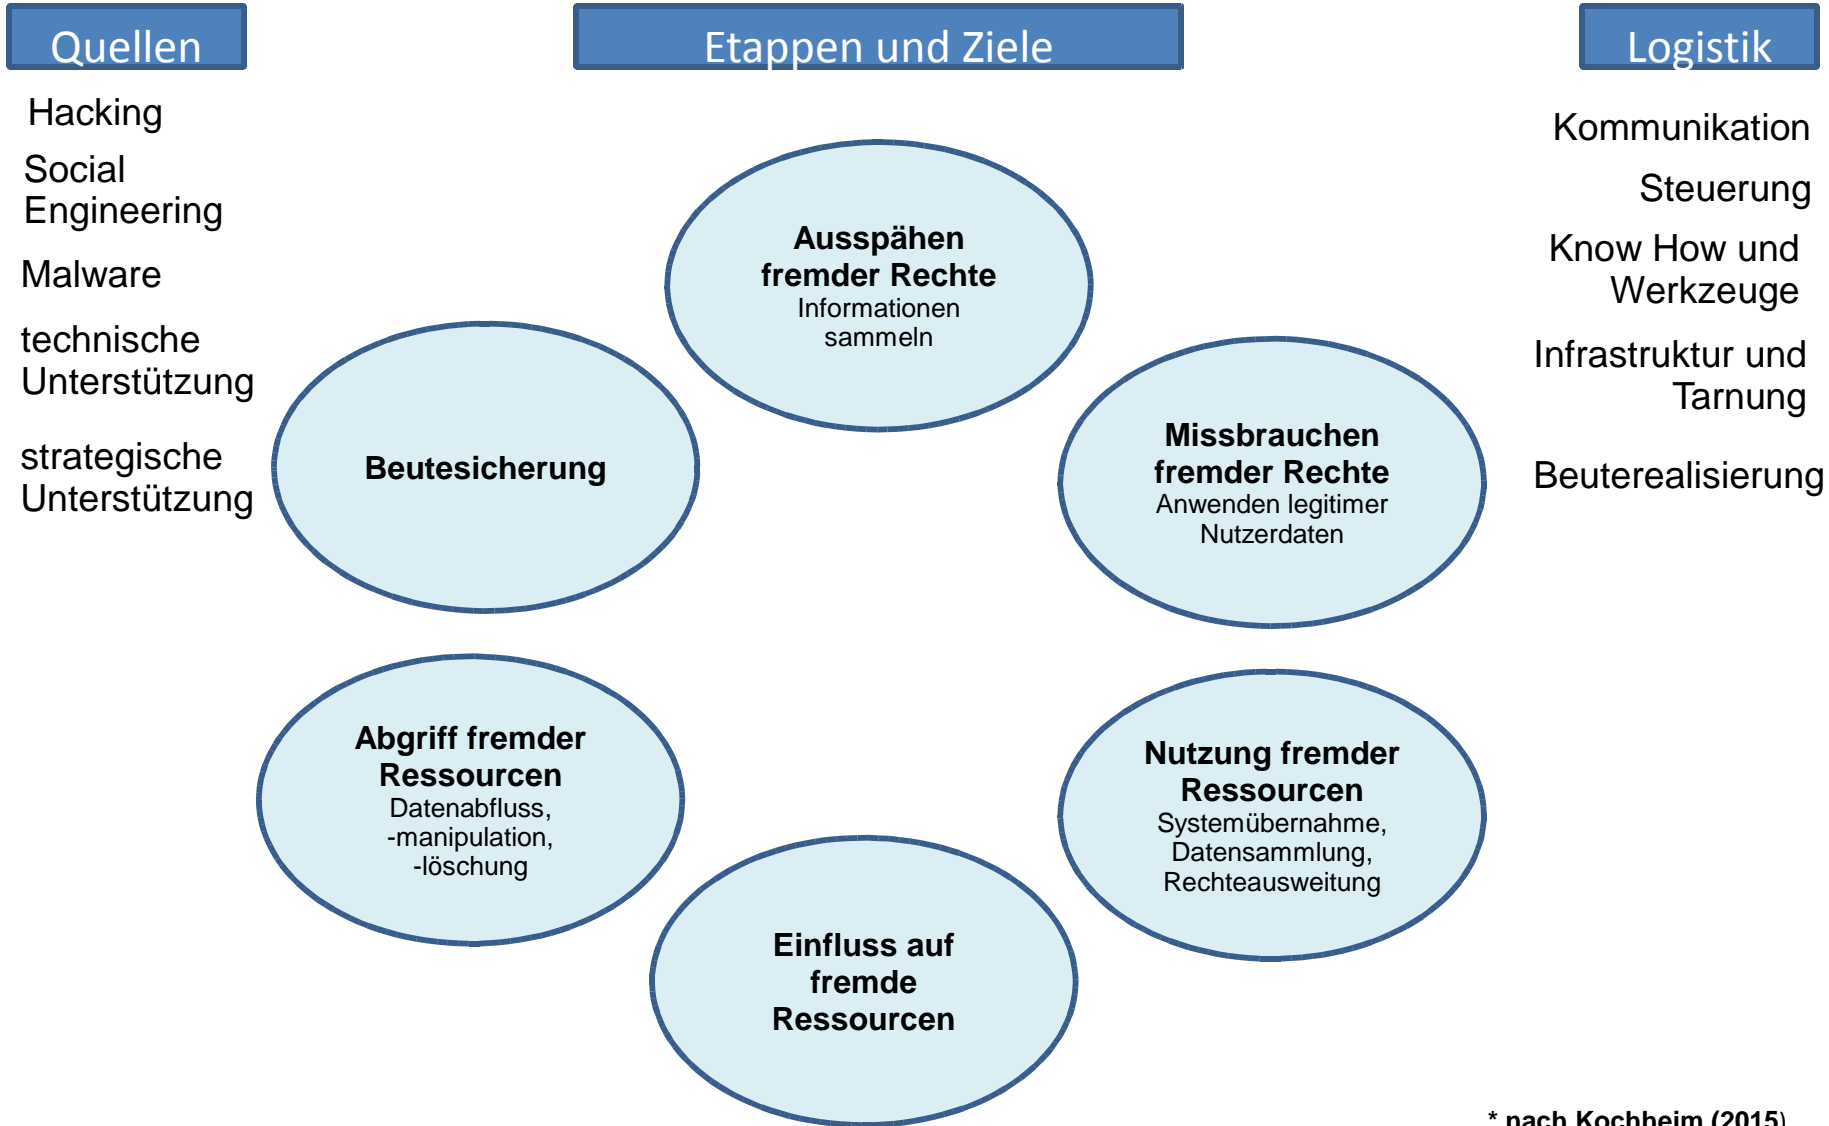 Quellen
Etappen und Ziele
Logistik
Hacking
Social
Engineering
Malware
technische
Unterstützung
strategische
Unterstützung
Ausspähen
fremder Rechte
Informationen
sammeln
Missbrauchen
fremder Rechte
Anwenden legitimer
Nutzerdaten
Nutzung fremder
Ressourcen
Systemübernahme,
Datensammlung,
Rechteausweitung
Einfluss auf
fremde
Ressourcen
Abgriff fremder
Ressourcen
Datenabfluss,
-manipulation,
-löschung
Beutesicherung
Kommunikation
Steuerung
Know How und
Werkzeuge
Infrastruktur und
Tarnung
Beuterealisierung
* nach Kochheim (2015)